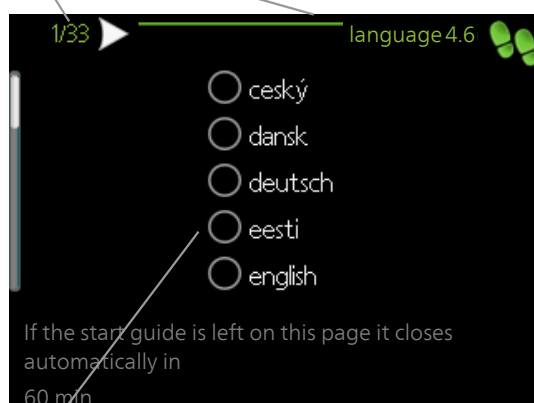 1/33
language 4.6
ceský
dansk
deutsch
eesti
english
If the start guide is left on this page it closes
automatically in
60 min